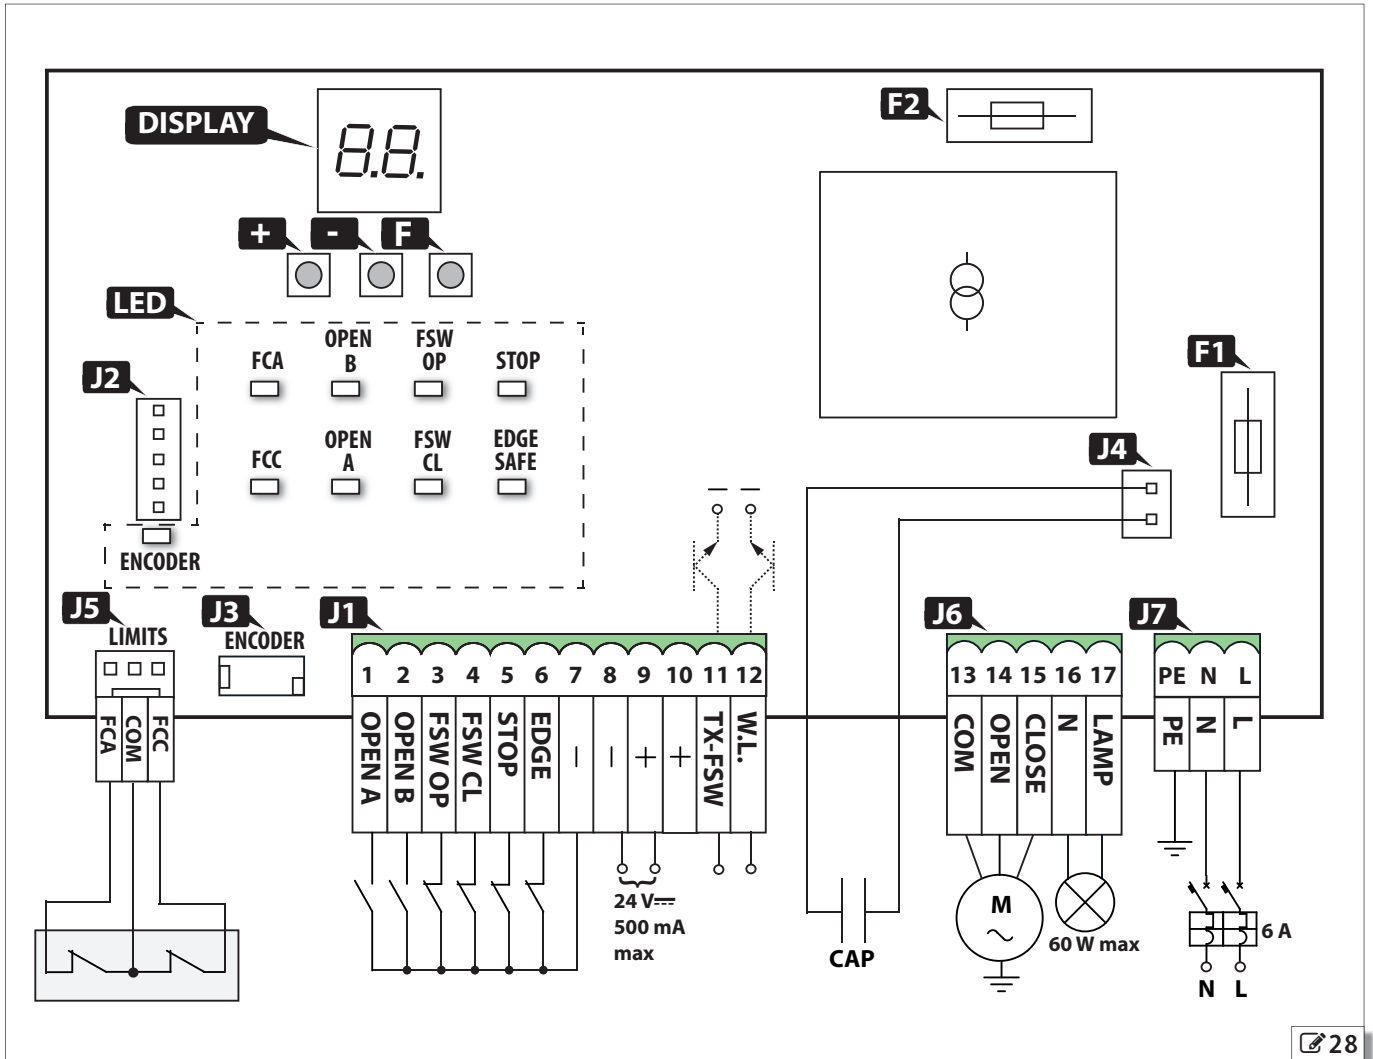 DISPLAY
8.8.
F2
+
-
F
LED
OPEN B
FSW OP
FCA
STOP
F1
J2
OPEN A
FSW CL
EDGE SAFE
FCC
J4
ENCODER
J5
LIMITS
J3
ENCODER
J1
J6
J7
1 2 3 4 5 6 7 8 9 10 11 12
13 14 15 16 17
PE N L
FCA
COM
FCC
OPEN A
OPEN B
FSW OP
FSW CL
STOP
EDGE
–
–
+
+
TX-FSW
W.L.
COM
OPEN
CLOSE
N
LAMP
PE
N
L
24 V⎓
500 mA
max
CAP
M
~
60 W max
6 A
N L
28